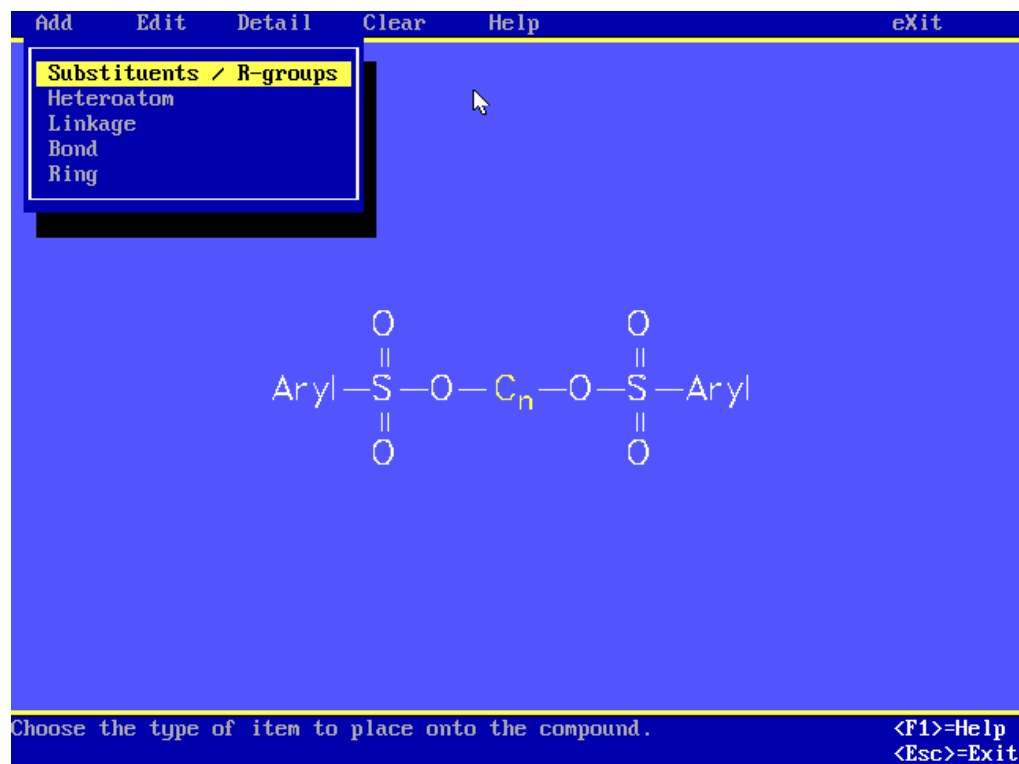 Add Edit Detail Clear Help eXit
Substituents / R-groups
Heteroatom
Linkage
Bond
Ring
O O
|| ||
Aryl—S—O—Cn—O—S—Aryl
|| ||
O O
Choose the type of item to place onto the compound. <F1>=Help
<Esc>=Exit